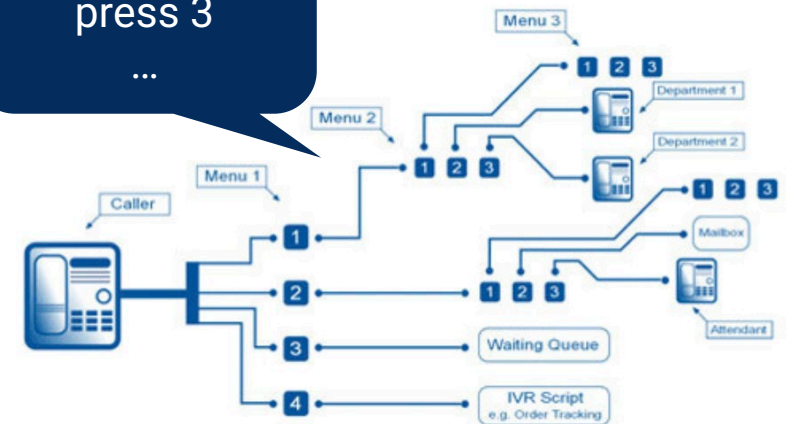 press 3
...
Menu 3
1 2 3
Department 1
Menu 2
Department 2
1 2 3
Menu 1
1 2 3
Caller
1
Mailbox
2
1 2 3
Attendant
3
Waiting Queue
4
IVR Script
e.g. Order Tracking